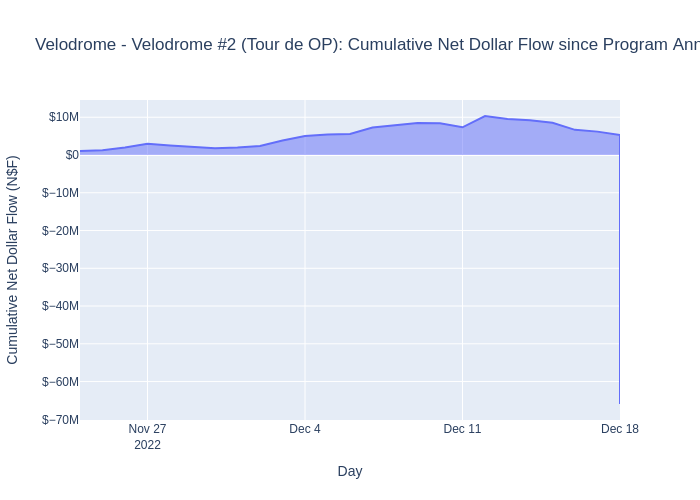 Velodrome - Velodrome #2 (Tour de OP): Cumulative Net Dollar Flow since Program Ann
Cumulative Net Dollar Flow (N$F)
$10M
$0
$−10M
$−20M
$−30M
$−40M
$−50M
$−60M
$−70M
Nov 27
2022
Dec 4
Dec 11
Dec 18
Day